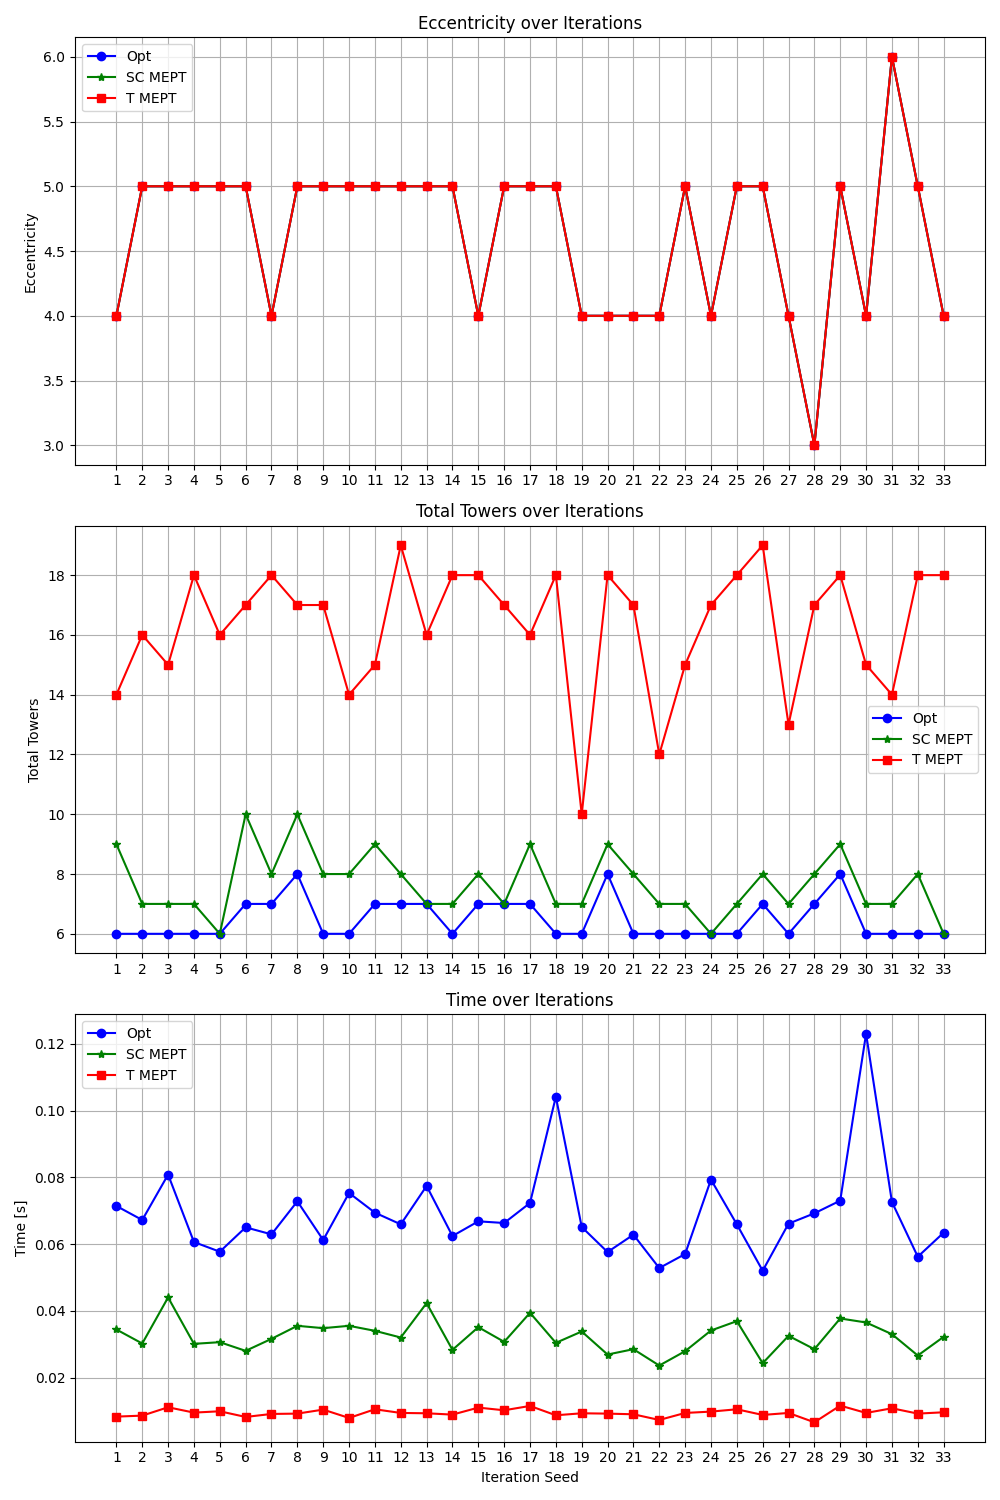 Eccentricity over Iterations
Opt
SC MEPT
T MEPT
Eccentricity
6.0
5.5
5.0
4.5
4.0
3.5
3.0
1 2 3 4 5 6 7 8 9 10 11 12 13 14 15 16 17 18 19 20 21 22 23 24 25 26 27 28 29 30 31 32 33
Total Towers over Iterations
Opt
SC MEPT
T MEPT
Total Towers
18
16
14
12
10
8
6
1 2 3 4 5 6 7 8 9 10 11 12 13 14 15 16 17 18 19 20 21 22 23 24 25 26 27 28 29 30 31 32 33
Time over Iterations
Opt
SC MEPT
T MEPT
Time [s]
0.12
0.10
0.08
0.06
0.04
0.02
1 2 3 4 5 6 7 8 9 10 11 12 13 14 15 16 17 18 19 20 21 22 23 24 25 26 27 28 29 30 31 32 33
Iteration Seed